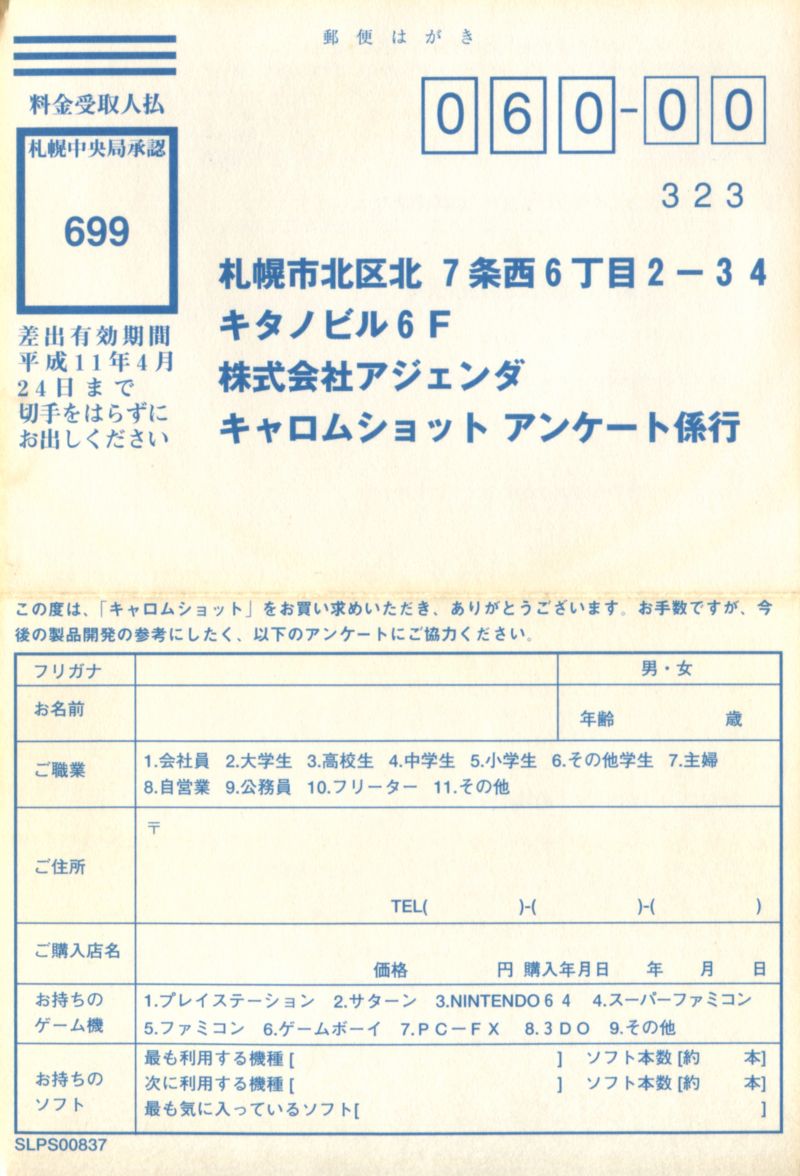 郵便はがき
料金受取人払
札幌中央局承認
699
差出有効期間
平成11年4月
24日まで
切手をはらずに
お出しください
060-00
323
札幌市北区北 7条西6丁目2－34
キタノビル6F
株式会社アジェンダ
キャロムショット アンケート係行
この度は、「キャロムショット」をお買い求めいただき、ありがとうございます。お手数ですが、今
後の製品開発の参考にしたく、以下のアンケートにご協力ください。
フリガナ 男・女
お名前 年齢 歳
ご職業
1.会社員 2.大学生 3.高校生 4.中学生 5.小学生 6.その他学生 7.主婦
8.自営業 9.公務員 10.フリーター 11.その他
ご住所
〒
TEL( )-( )-( )
ご購入店名
価格 円 購入年月日 年 月 日
お持ちの
ゲーム機
1.プレイステーション 2.サターン 3.NINTENDO64 4.スーパーファミコン
5.ファミコン 6.ゲームボーイ 7.PC－FX 8.3DO 9.その他
お持ちの
ソフト
最も利用する機種 [ ] ソフト本数 [約 本]
次に利用する機種 [ ] ソフト本数 [約 本]
最も気に入っているソフト[ ]
SLPS00837